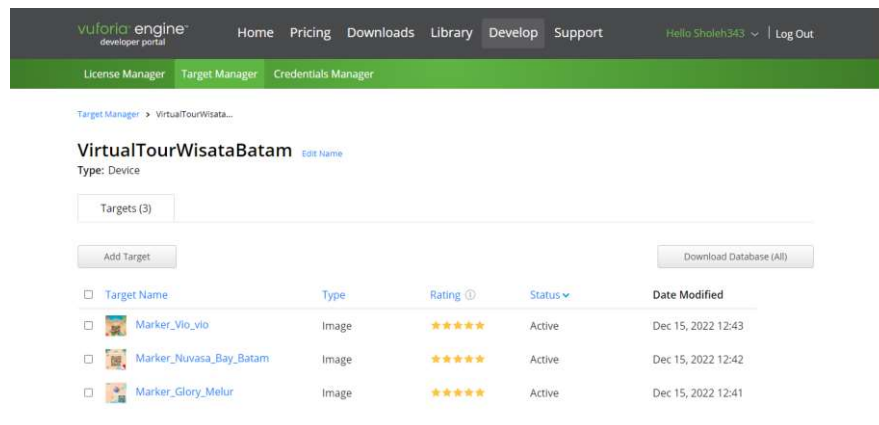 vuforia engine™ Home Pricing Downloads Library Develop Support Hello Sholeh343 | Log Out
developer portal
License Manager Target Manager Credentials Manager
Target Manager > VirtualTourWisata...
VirtualTourWisataBatam Edit Name
Type: Device
Targets (3)
Add Target Download Database (All)
Target Name Type Rating Status Date Modified
Marker_Vio_vio Image Active Dec 15, 2022 12:43
Marker_Nuvasa_Bay_Batam Image Active Dec 15, 2022 12:42
Marker_Glory_Melur Image Active Dec 15, 2022 12:41